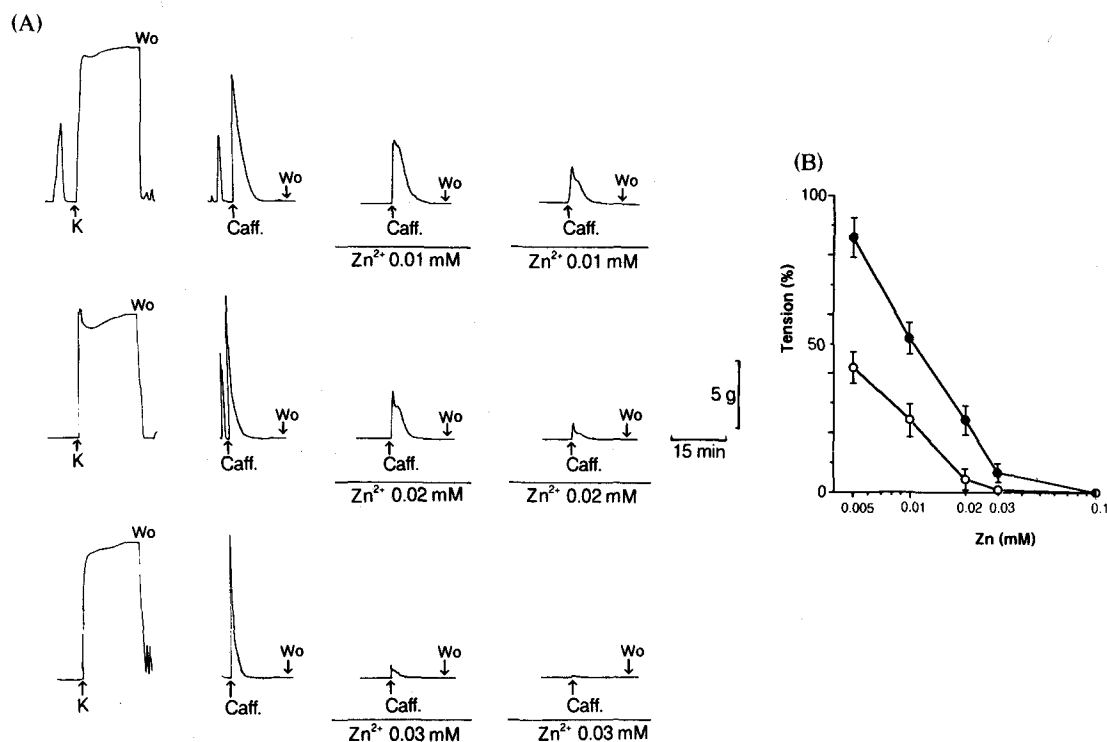 (A)
Wo
K
Wo
Caff.
Wo
Caff.
Zn²⁺ 0.01 mM
Wo
Caff.
Zn²⁺ 0.01 mM
Wo
K
Wo
Caff.
Wo
Caff.
Zn²⁺ 0.02 mM
Wo
Caff.
Zn²⁺ 0.02 mM
5 g
15 min
Wo
K
Wo
Caff.
Wo
Caff.
Zn²⁺ 0.03 mM
Wo
Caff.
Zn²⁺ 0.03 mM
(B)
100
50
0
Tension (%)
0.005 0.01 0.02 0.03 0.1
Zn (mM)